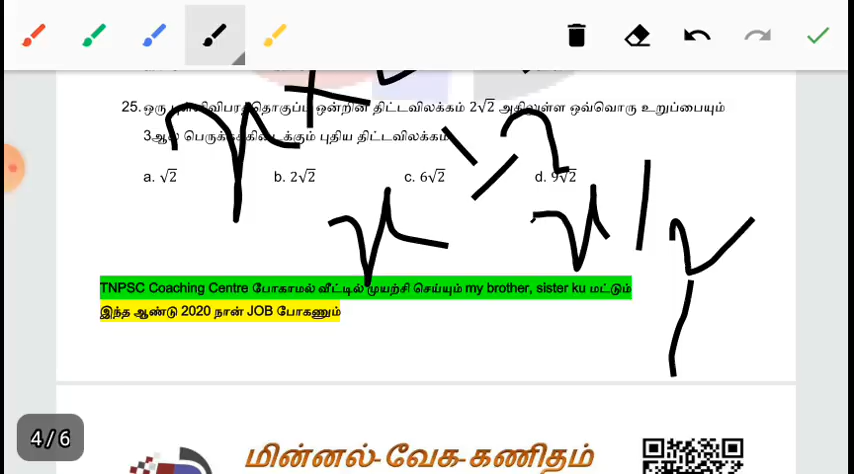 25. ஒரு புள்ளிவிபரத்தொகுப்பு ஒன்றின் திட்டவிலக்கம் 2√2 அதிலுள்ள ஒவ்வொரு உறுப்பையும்
3ஆல் பெருக்கக்கிடைக்கும் புதிய திட்டவிலக்கம்
a. √2 b. 2√2 c. 6√2 d. 9√2
TNPSC Coaching Centre போகாமல் வீட்டில் முயற்சி செய்யும் my brother, sister ku மட்டும்
இந்த ஆண்டு 2020 நான் JOB போகணும்
4 / 6
மின்னல்-வேக-கணிதம்